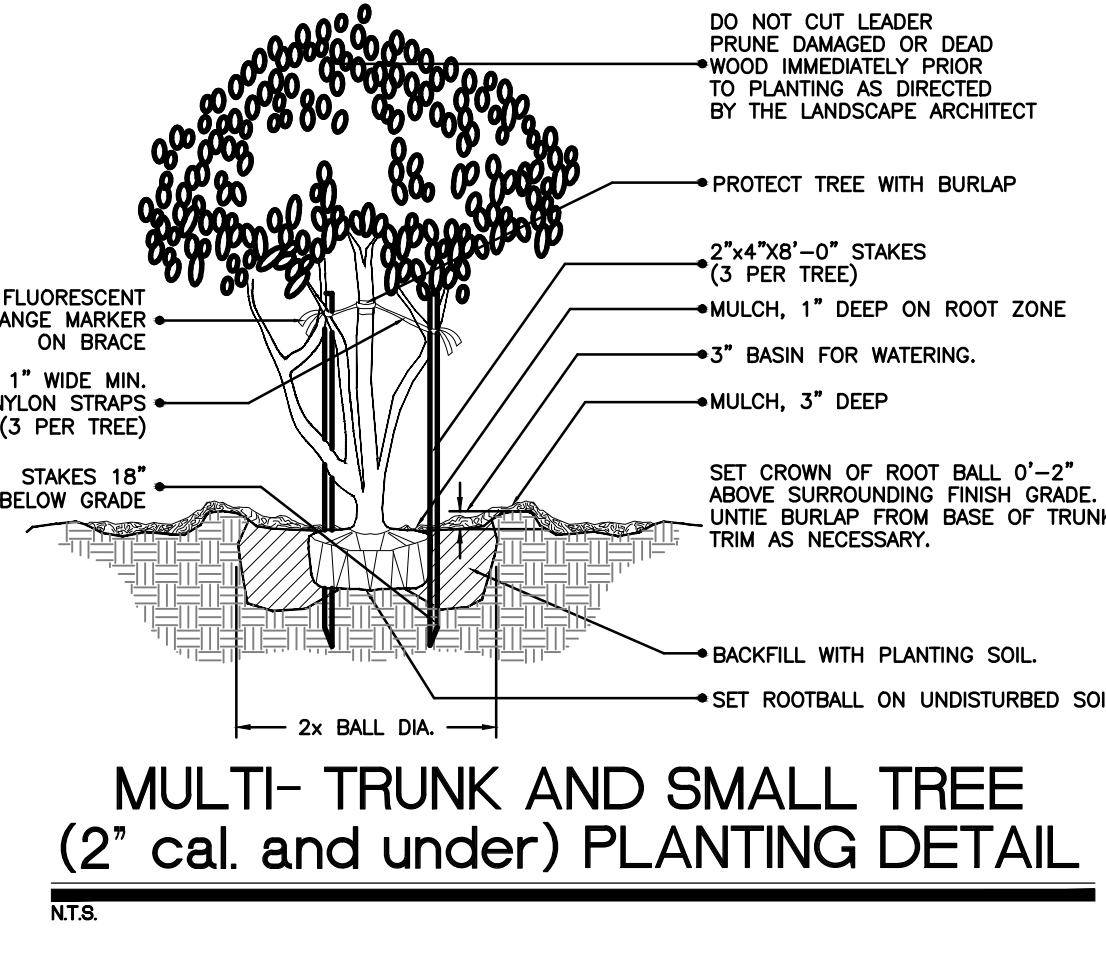 DO NOT CUT LEADER
PRUNE DAMAGED OR DEAD
WOOD IMMEDIATELY PRIOR
TO PLANTING AS DIRECTED
BY THE LANDSCAPE ARCHITECT
PROTECT TREE WITH BURLAP
2"x4"X8'-0" STAKES
(3 PER TREE)
MULCH, 1" DEEP ON ROOT ZONE
3" BASIN FOR WATERING.
MULCH, 3" DEEP
SET CROWN OF ROOT BALL 0'-2"
ABOVE SURROUNDING FINISH GRADE.
UNTIE BURLAP FROM BASE OF TRUNK
TRIM AS NECESSARY.
BACKFILL WITH PLANTING SOIL.
SET ROOTBALL ON UNDISTURBED SOI
FLUORESCENT
ANGE MARKER
ON BRACE
1" WIDE MIN.
NYLON STRAPS
(3 PER TREE)
STAKES 18"
BELOW GRADE
2x BALL DIA.
MULTI- TRUNK AND SMALL TREE
(2" cal. and under) PLANTING DETAIL
N.T.S.